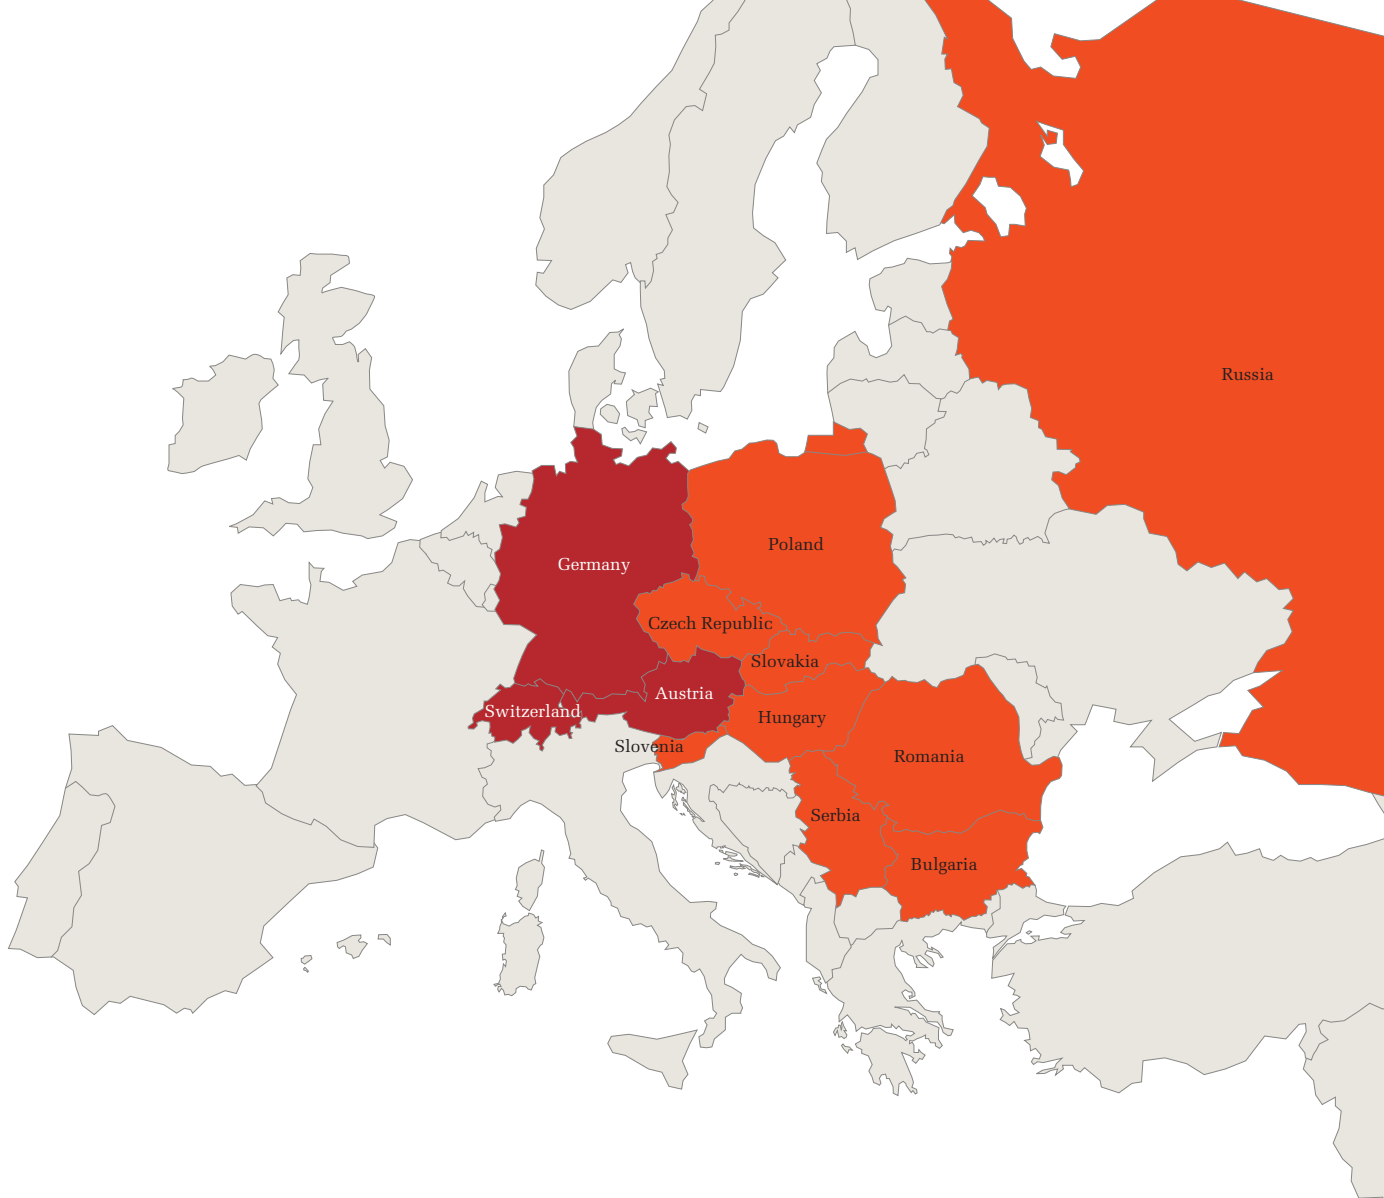 Russia
Poland
Germany
Czech Republic
Slovakia
Austria
Switzerland
Hungary
Slovenia
Romania
Serbia
Bulgaria